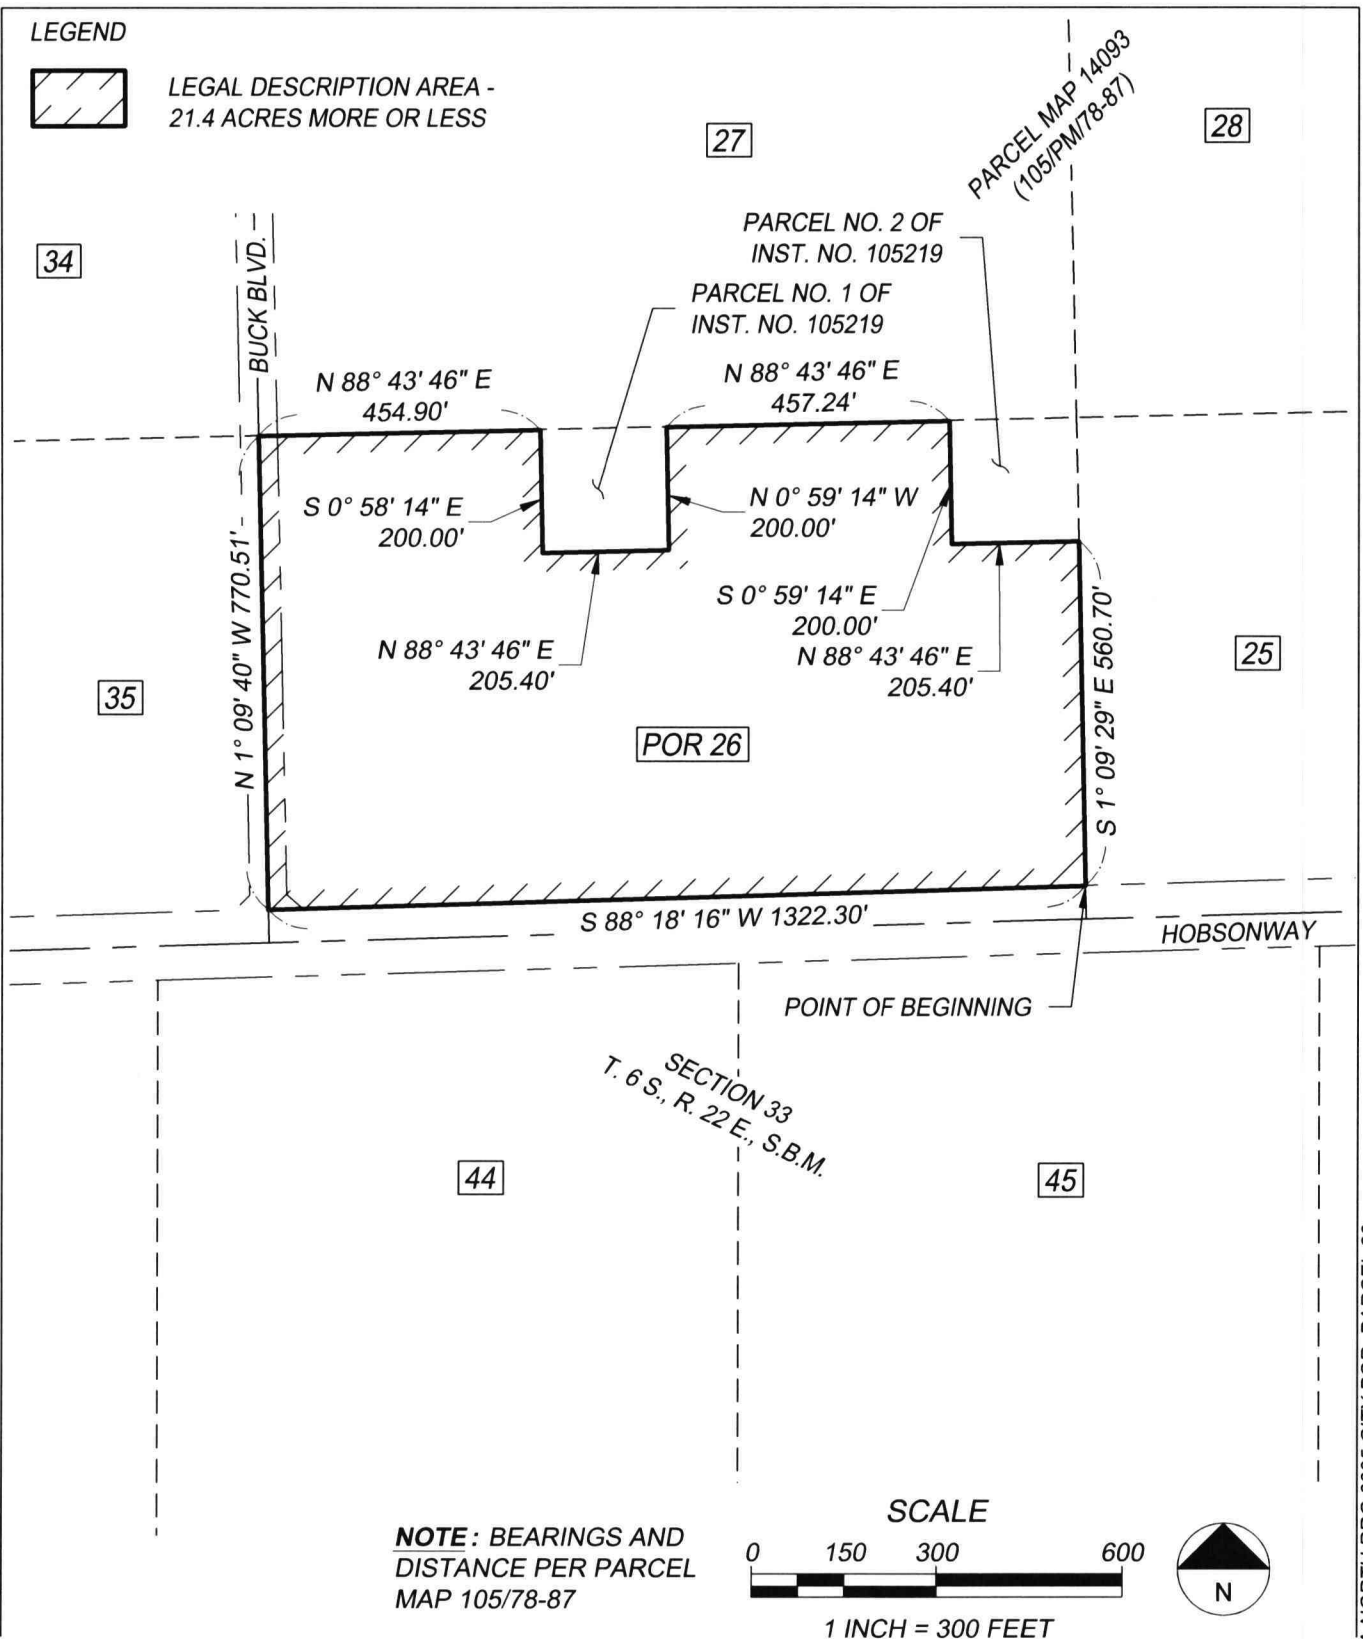 LEGEND
LEGAL DESCRIPTION AREA -
21.4 ACRES MORE OR LESS
27
28
PARCEL MAP 14093
(105/PM/78-87)
34
BUCK BLVD.
PARCEL NO. 2 OF
INST. NO. 105219
PARCEL NO. 1 OF
INST. NO. 105219
N 88° 43' 46" E
454.90'
N 88° 43' 46" E
457.24'
S 0° 58' 14" E
200.00'
N 0° 59' 14" W
200.00'
S 0° 59' 14" E
200.00'
N 88° 43' 46" E
205.40'
N 88° 43' 46" E
205.40'
N 1° 09' 40" W 770.51'
S 1° 09' 29" E 560.70'
25
35
POR 26
S 88° 18' 16" W 1322.30'
HOBSONWAY
POINT OF BEGINNING
SECTION 33
T. 6 S., R. 22 E., S.B.M.
44
45
NOTE : BEARINGS AND
DISTANCE PER PARCEL
MAP 105/78-87
SCALE
0 150 300 600
1 INCH = 300 FEET
N